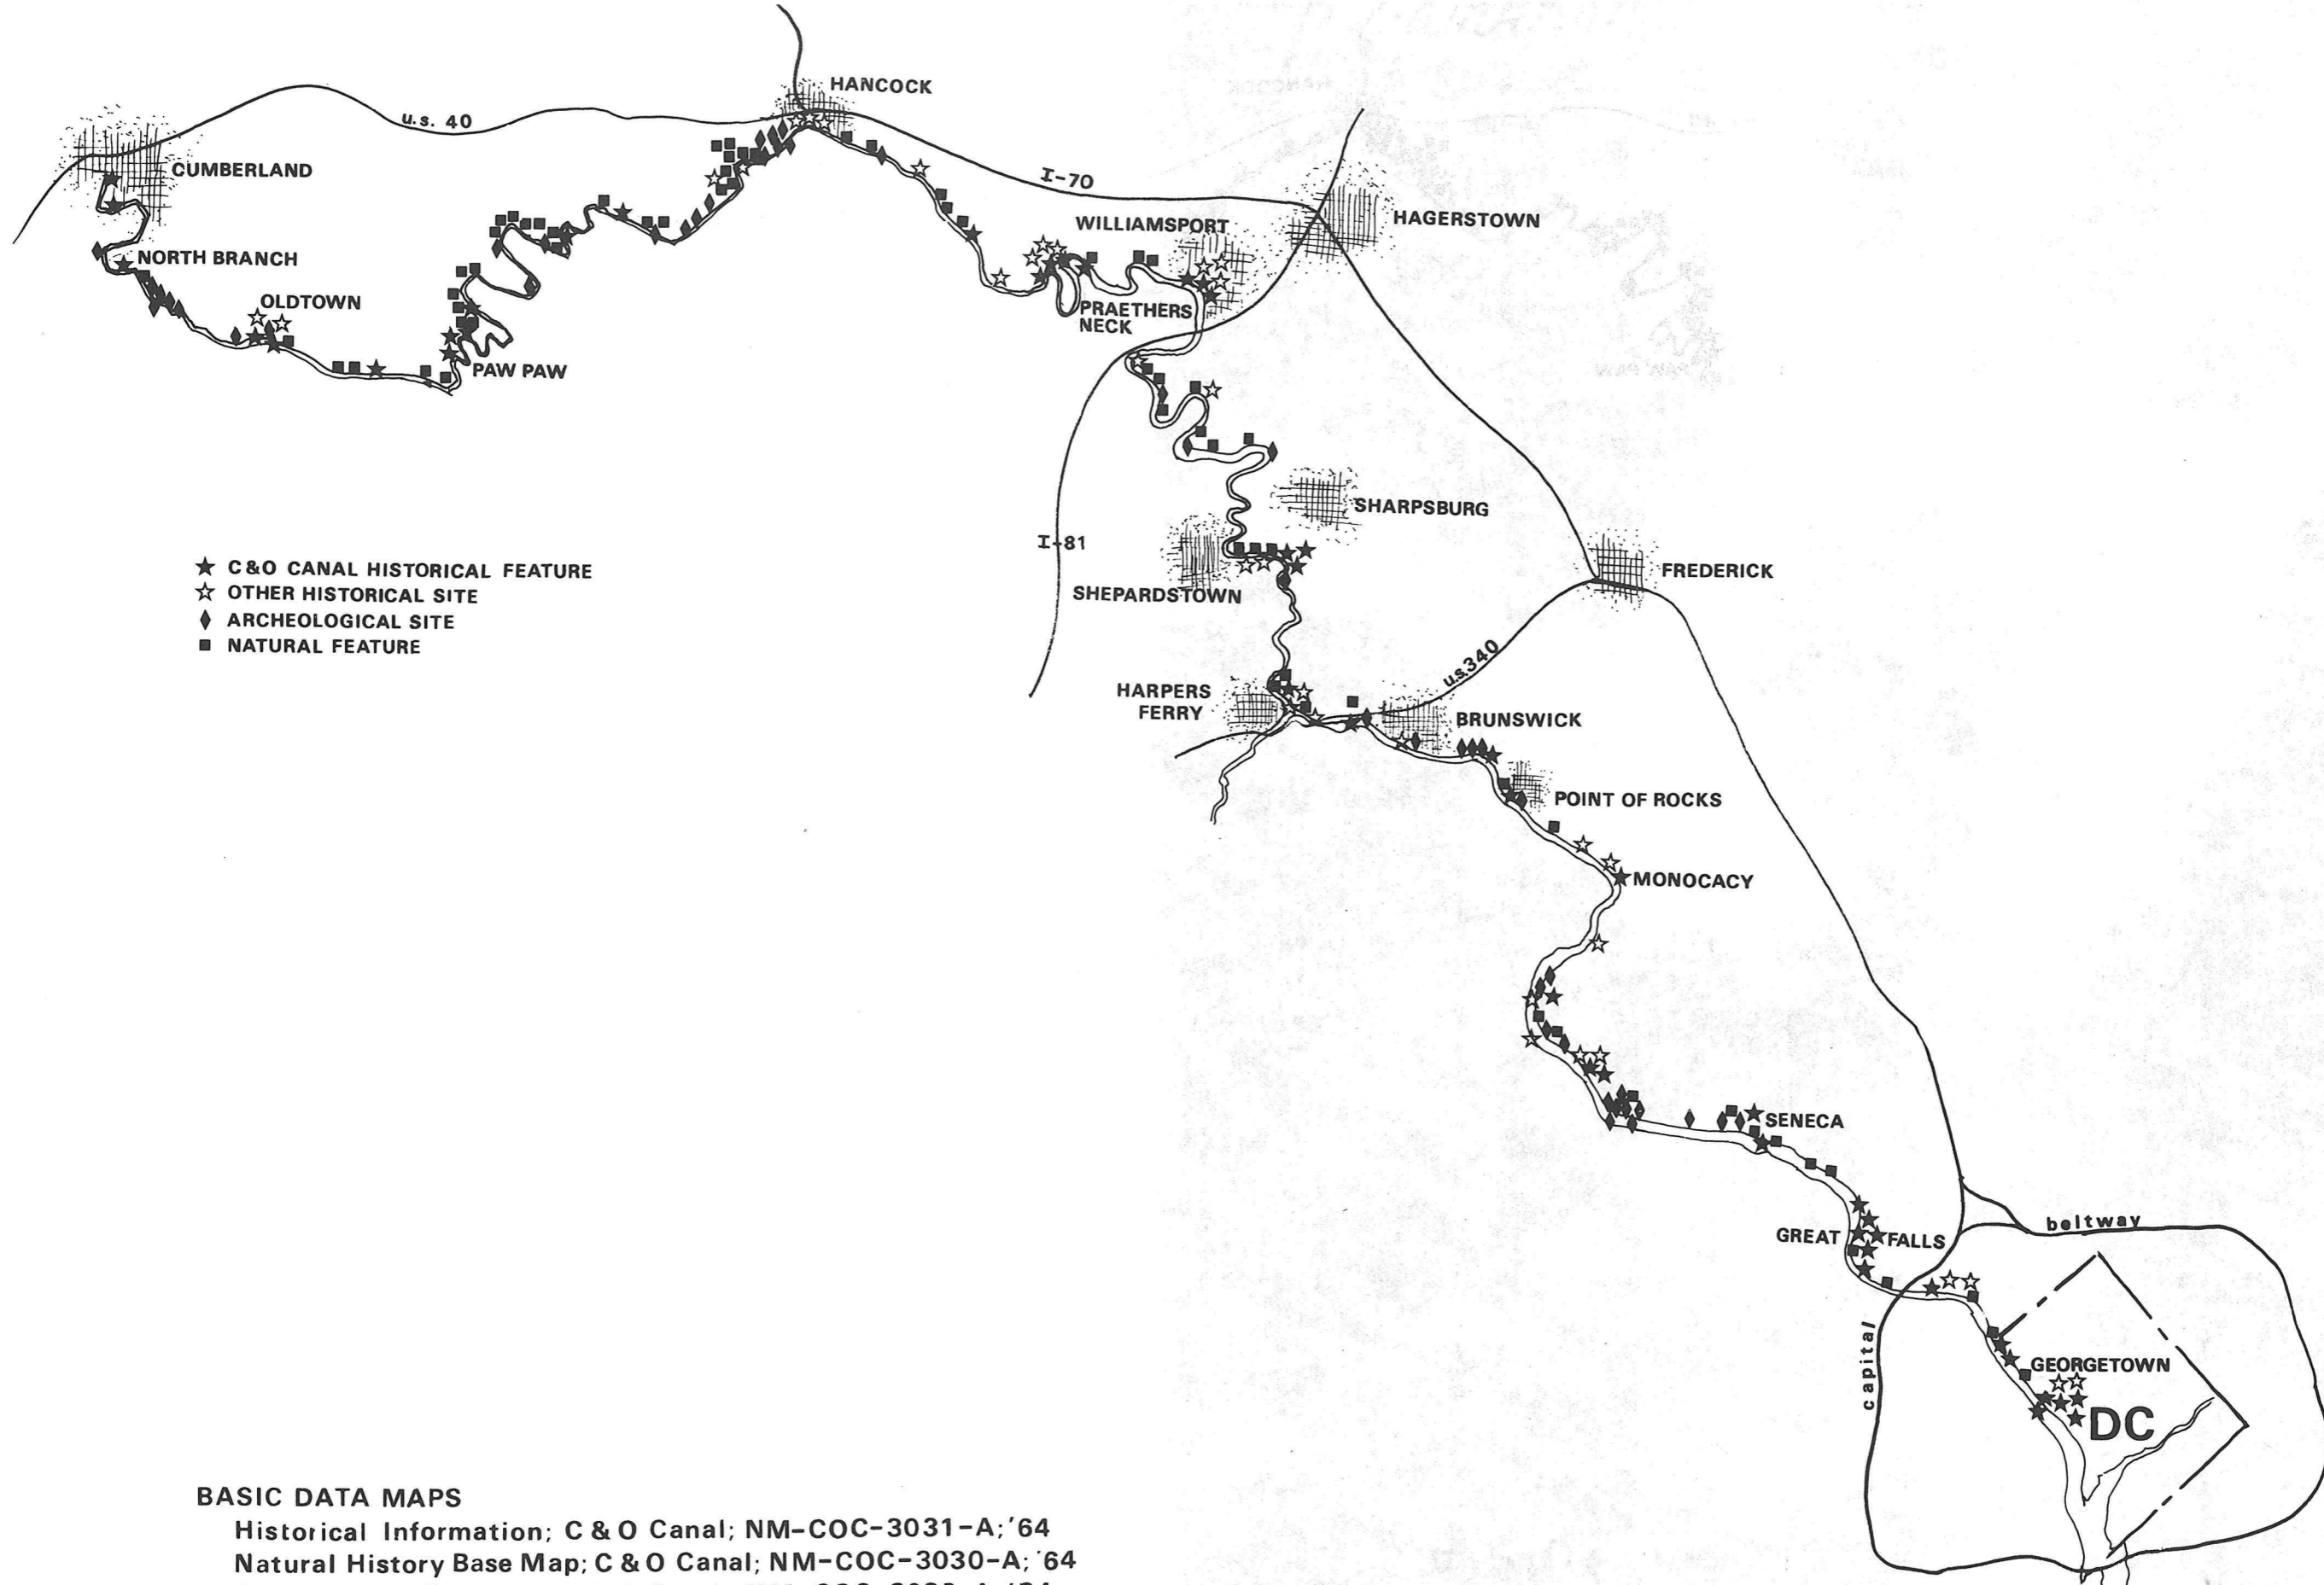 HANCOCK
u.s. 40
CUMBERLAND
I-70
WILLIAMSPORT
HAGERSTOWN
NORTH BRANCH
OLDTOWN
PRAETHERS
NECK
PAW PAW
SHARPSBURG
I-81
★ C&O CANAL HISTORICAL FEATURE
☆ OTHER HISTORICAL SITE
♦ ARCHEOLOGICAL SITE
■ NATURAL FEATURE
FREDERICK
SHEPARDSTOWN
u.s.340
HARPERS
FERRY
BRUNSWICK
POINT OF ROCKS
MONOCACY
SENECA
GREAT FALLS
beltway
capital
GEORGETOWN
DC
BASIC DATA MAPS
Historical Information; C & O Canal; NM-COC-3031-A;'64
Natural History Base Map; C & O Canal; NM-COC-3030-A; '64